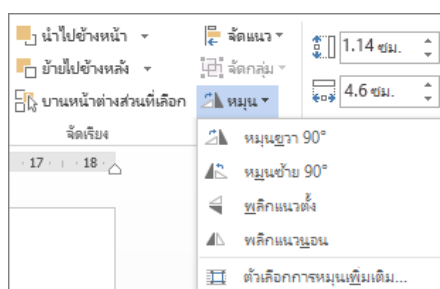 นำไปข้างหน้า
ย้ายไปข้างหลัง
บานหน้าต่างส่วนที่เลือก
จัดเรียง
จัดแนว
จัดกลุ่ม
หมุน
1.14 ซม.
4.6 ซม.
17 18
หมุนขวา 90°
หมุนซ้าย 90°
พลิกแนวตั้ง
พลิกแนวนอน
ตัวเลือกการหมุนเพิ่มเติม...